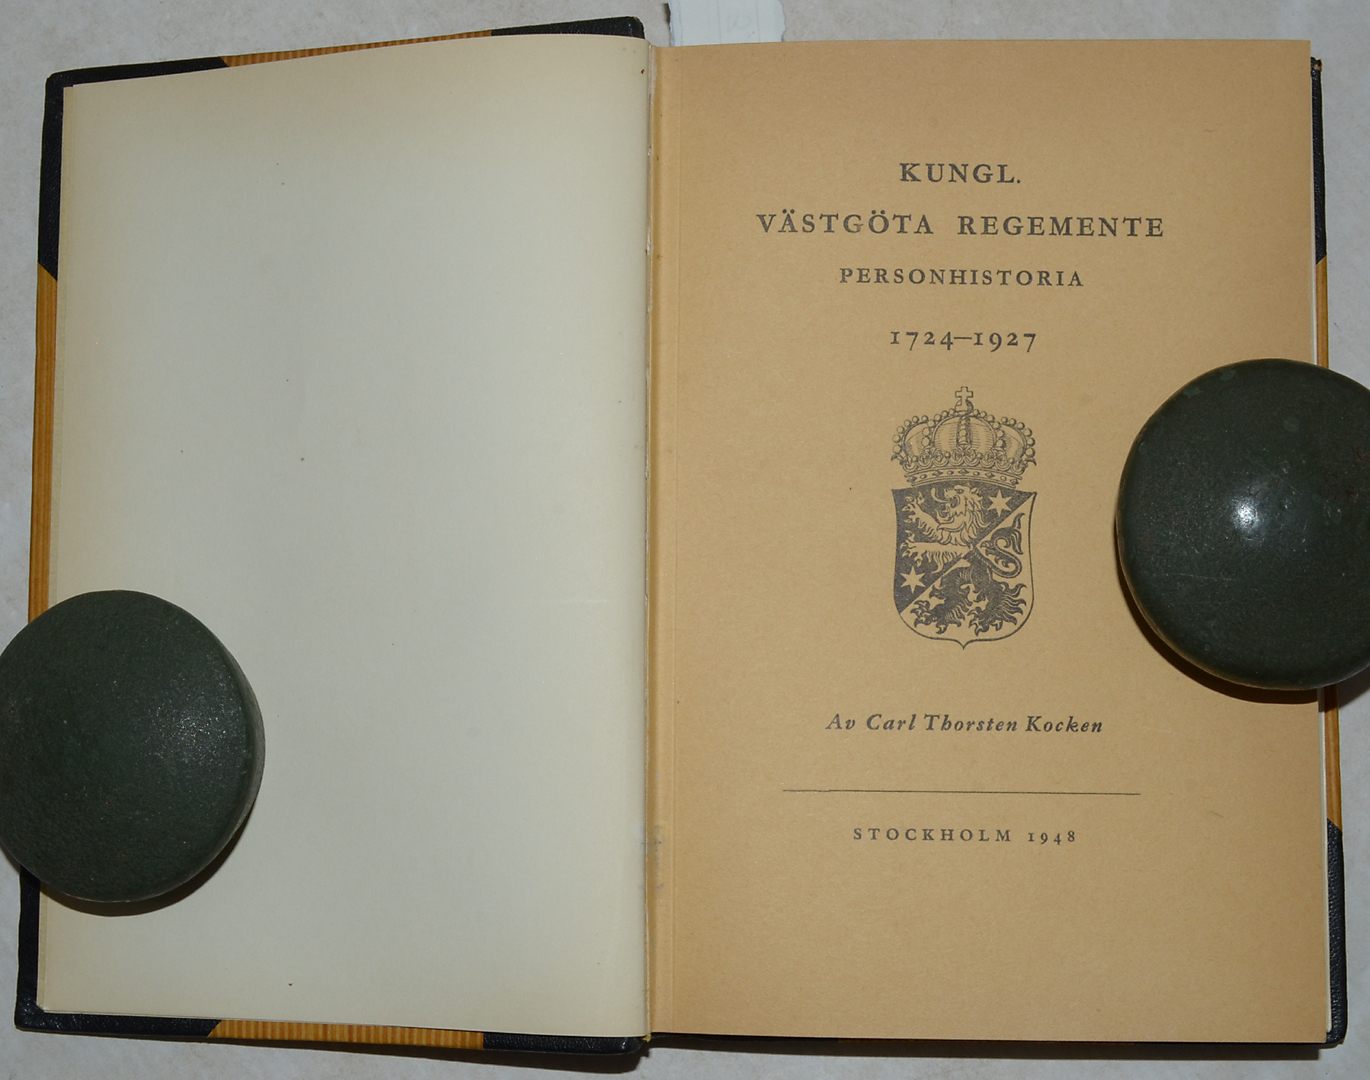 KUNGL.
VÄSTGÖTA REGEMENTE
PERSONHISTORIA
1724—1927
Av Carl Thorsten Kocken
STOCKHOLM 1948